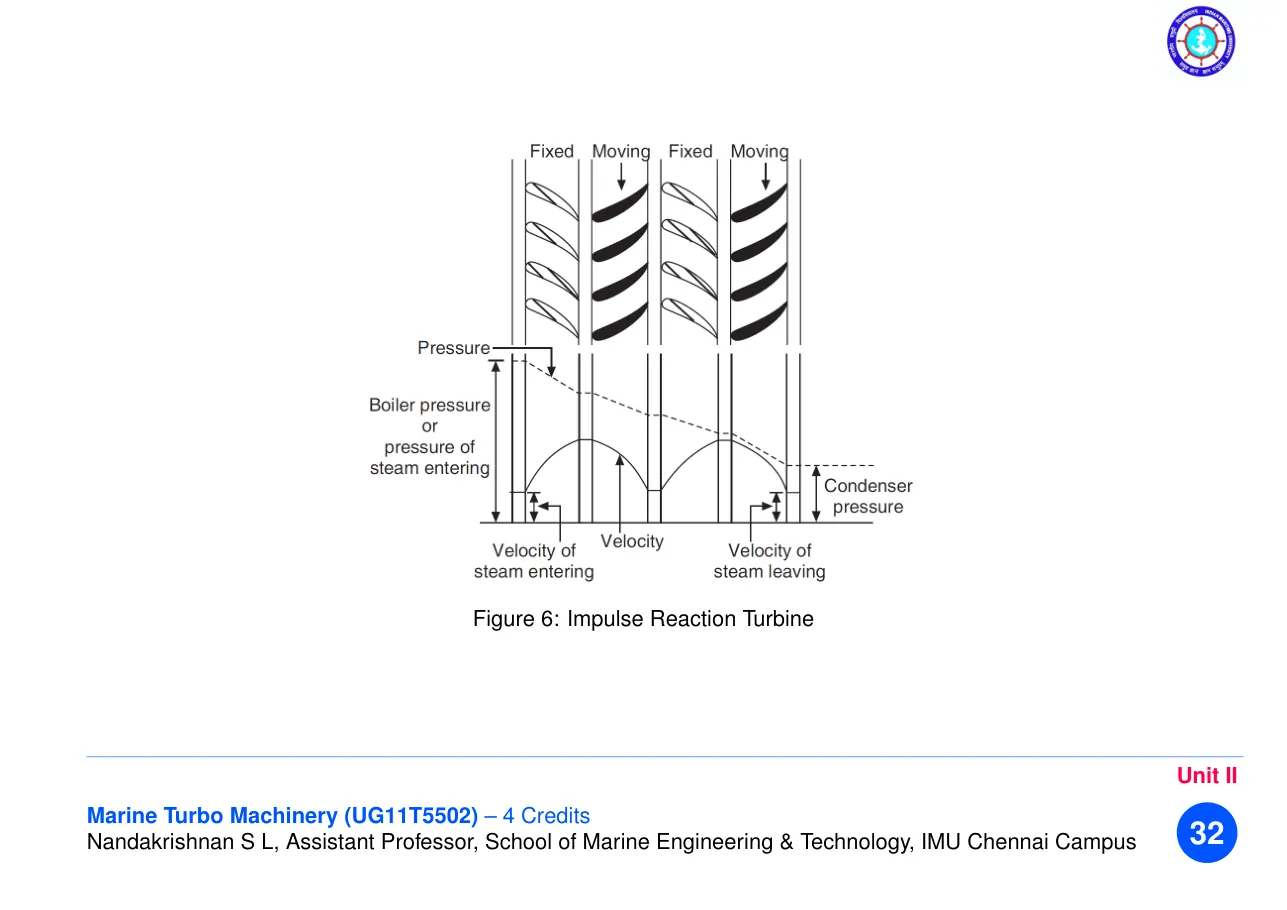 Fixed Moving Fixed Moving
Pressure
Boiler pressure
or
pressure of
steam entering
Condenser
pressure
Velocity of
steam entering
Velocity
Velocity of
steam leaving
Figure 6: Impulse Reaction Turbine
Unit II
Marine Turbo Machinery (UG11T5502) – 4 Credits
Nandakrishnan S L, Assistant Professor, School of Marine Engineering & Technology, IMU Chennai Campus
32